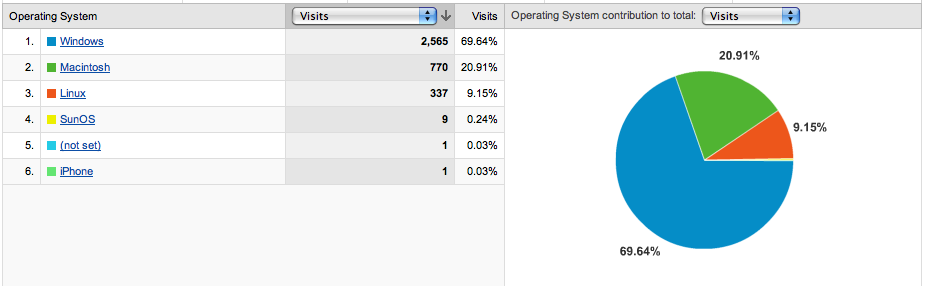 Operating System Visits Visits Operating System contribution to total: Visits
1. Windows 2,565 69.64%
2. Macintosh 770 20.91%
3. Linux 337 9.15%
4. SunOS 9 0.24%
5. (not set) 1 0.03%
6. iPhone 1 0.03%
20.91%
9.15%
69.64%